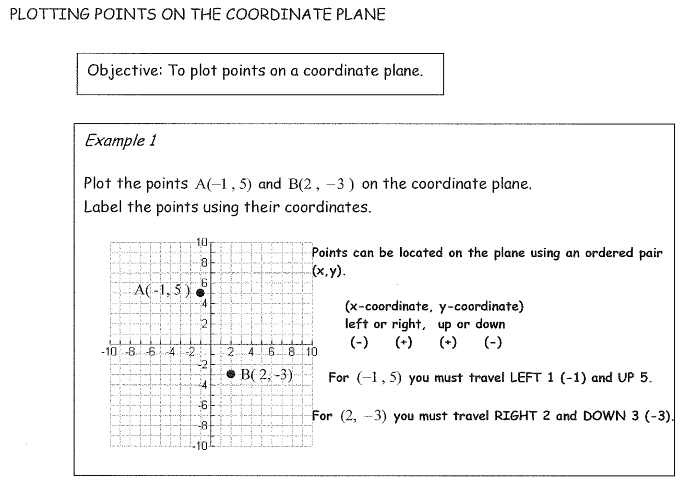 PLOTTING POINTS ON THE COORDINATE PLANE
Objective: To plot points on a coordinate plane.
Example 1
Plot the points A(−1 , 5) and B(2 , −3 ) on the coordinate plane.
Label the points using their coordinates.
10
8
6
4
2
-10 -8 -6 -4 -2 2 4 6 8 10
-2
-4
-6
-8
-10
A( -1, 5 )
B( 2, -3)
Points can be located on the plane using an ordered pair
(x,y).
(x-coordinate, y-coordinate)
left or right, up or down
(-) (+) (+) (-)
For (−1 , 5) you must travel LEFT 1 (-1) and UP 5.
For (2, −3) you must travel RIGHT 2 and DOWN 3 (-3).